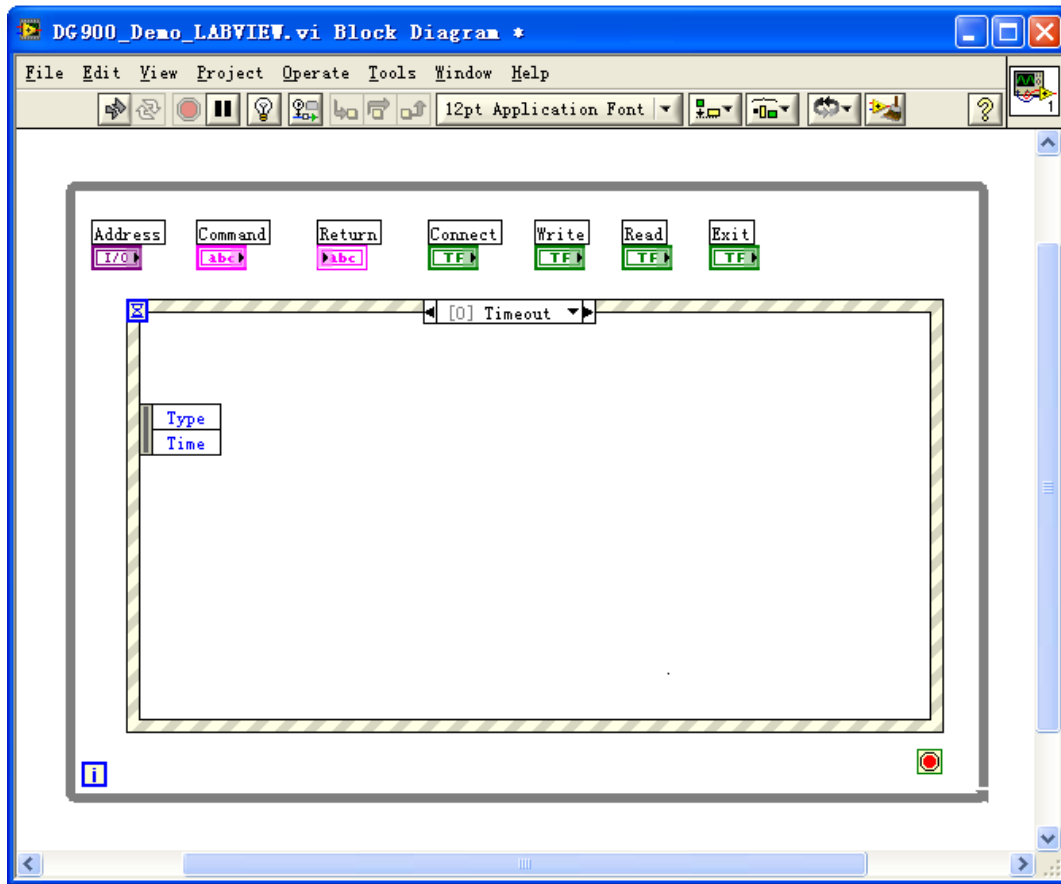 DG900_Demo_LABVIEW.vi Block Diagram *
File Edit View Project Operate Tools Window Help
12pt Application Font
?
1
Address Command Return Connect Write Read Exit
I/O abc abc TF TF TF TF
[0] Timeout
Type
Time
i